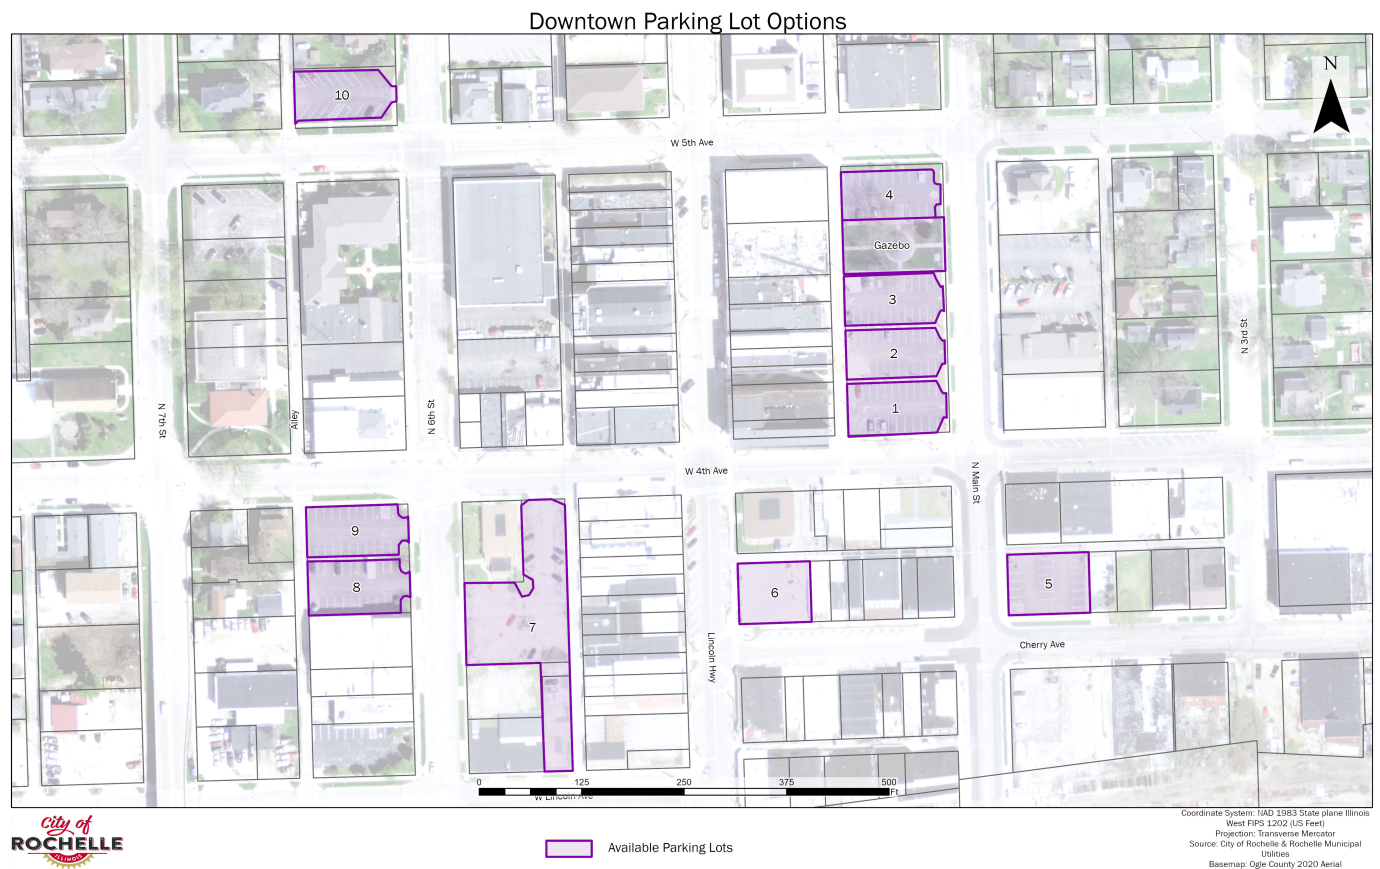 Downtown Parking Lot Options
N
10
W 5th Ave
4
Gazebo
3
N 3rd St
2
1
N 7th St
Alley
N 6th St
W 4th Ave
N Main St
9
8
7
6
5
Lincoln Hwy
Cherry Ave
0 125 250 375 500
Ft
W Lincoln Ave
City of
ROCHELLE
ILLINOIS
Available Parking Lots
Coordinate System: NAD 1983 State plane Illinois
West FIPS 1202 (US Feet)
Projection: Transverse Mercator
Source: City of Rochelle & Rochelle Municipal
Utilities
Basemap: Ogle County 2020 Aerial